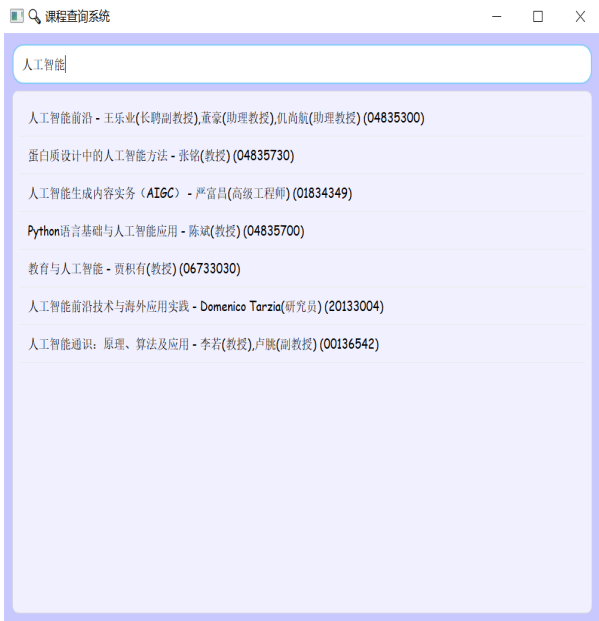 课程查询系统
人工智能
人工智能前沿 - 王乐业(长聘副教授),董豪(助理教授),仉尚航(助理教授) (04835300)
蛋白质设计中的人工智能方法 - 张铭(教授) (04835730)
人工智能生成内容实务（AIGC） - 严富昌(高级工程师) (01834349)
Python语言基础与人工智能应用 - 陈斌(教授) (04835700)
教育与人工智能 - 贾积有(教授) (06733030)
人工智能前沿技术与海外应用实践 - Domenico Tarzia(研究员) (20133004)
人工智能通识：原理、算法及应用 - 李若(教授),卢朓(副教授) (00136542)